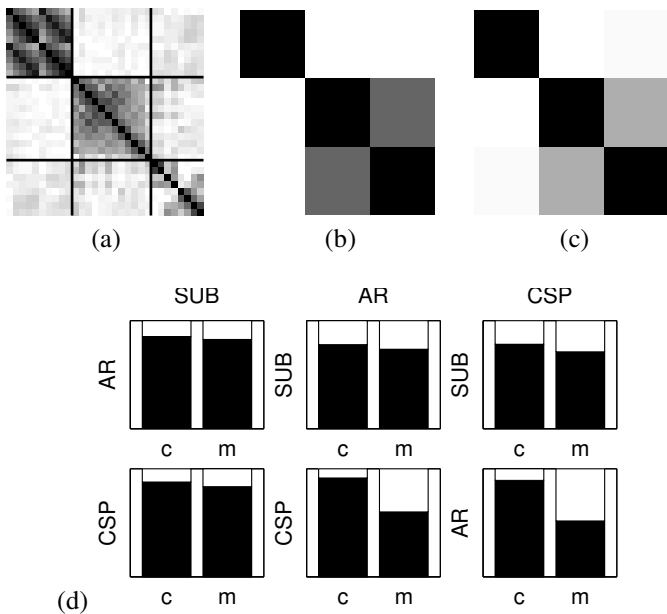 (a) (b) (c)
SUB AR CSP
AR SUB SUB
c m c m c m
CSP CSP AR
c m c m c m
(d)